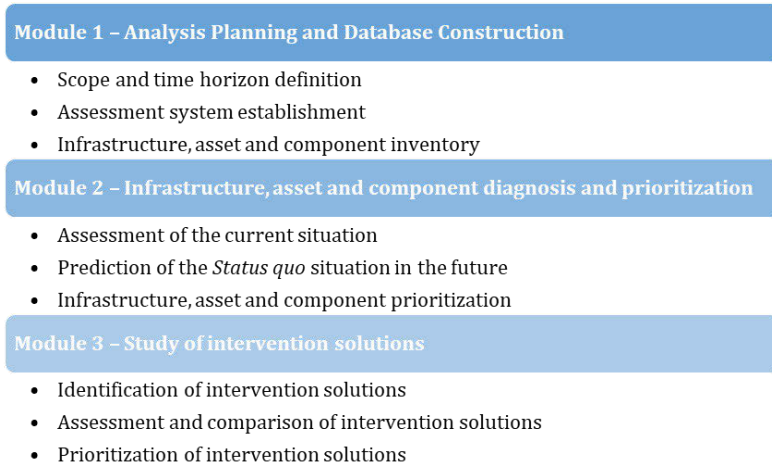 Module 1 – Analysis Planning and Database Construction
• Scope and time horizon definition
• Assessment system establishment
• Infrastructure, asset and component inventory
Module 2 – Infrastructure, asset and component diagnosis and prioritization
• Assessment of the current situation
• Prediction of the Status quo situation in the future
• Infrastructure, asset and component prioritization
Module 3 – Study of intervention solutions
• Identification of intervention solutions
• Assessment and comparison of intervention solutions
• Prioritization of intervention solutions